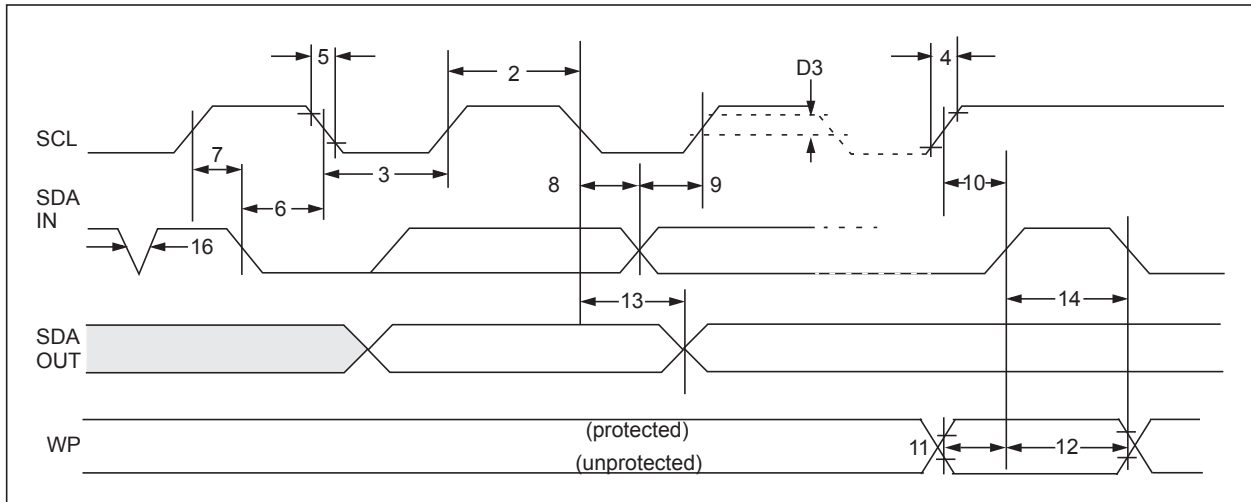 5
2
D3
4
SCL
7
3
8
9
10
SDA
IN
6
16
13
14
SDA
OUT
WP
(protected)
(unprotected)
11
12